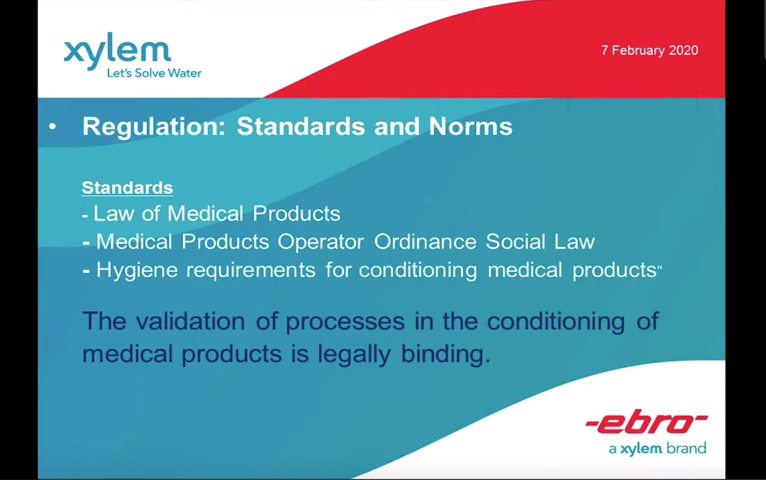 xylem
Let's Solve Water
7 February 2020
• Regulation: Standards and Norms
Standards
- Law of Medical Products
- Medical Products Operator Ordinance Social Law
- Hygiene requirements for conditioning medical products“
The validation of processes in the conditioning of
medical products is legally binding.
-ebro-
a xylem brand